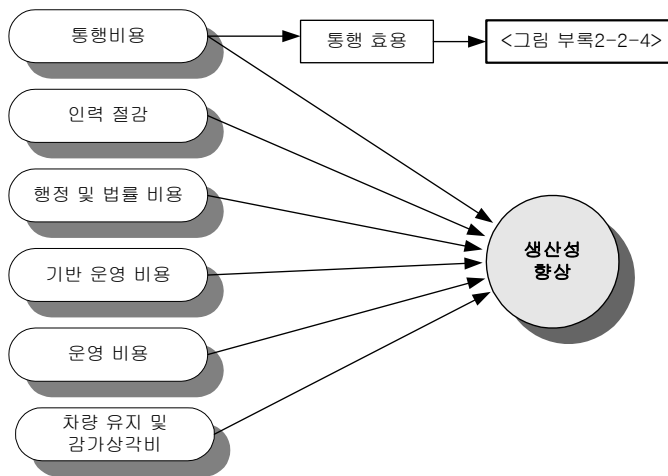 통행비용
통행 효용
<그림 부록2-2-4>
인력 절감
행정 및 법률 비용
기반 운영 비용
운영 비용
차량 유지 및
감가상각비
생산성
향상